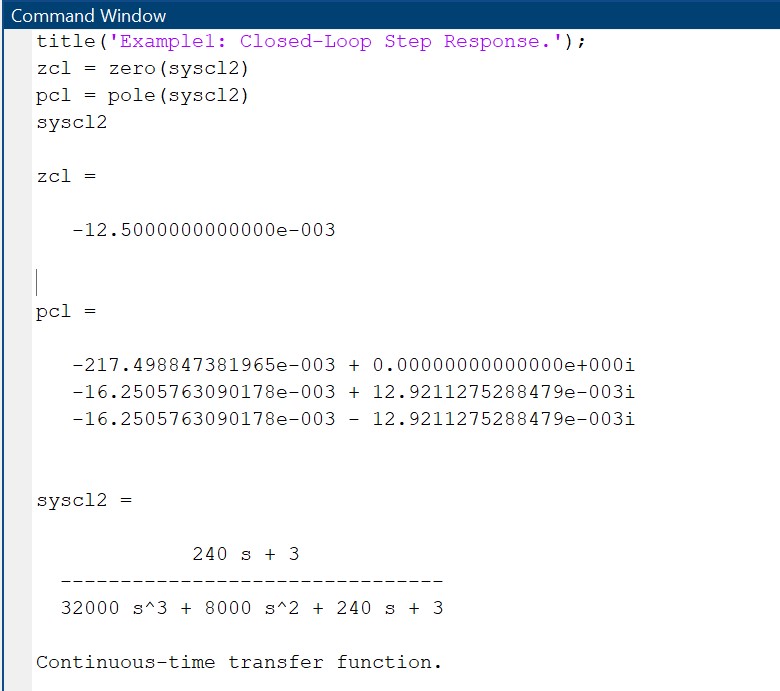 Command Window
title('Example1: Closed-Loop Step Response.');
zcl = zero(syscl2)
pcl = pole(syscl2)
syscl2
zcl =
-12.5000000000000e-003
pcl =
-217.498847381965e-003 + 0.00000000000000e+000i
-16.2505763090178e-003 + 12.9211275288479e-003i
-16.2505763090178e-003 - 12.9211275288479e-003i
syscl2 =
240 s + 3
--------------------------------
32000 s^3 + 8000 s^2 + 240 s + 3
Continuous-time transfer function.